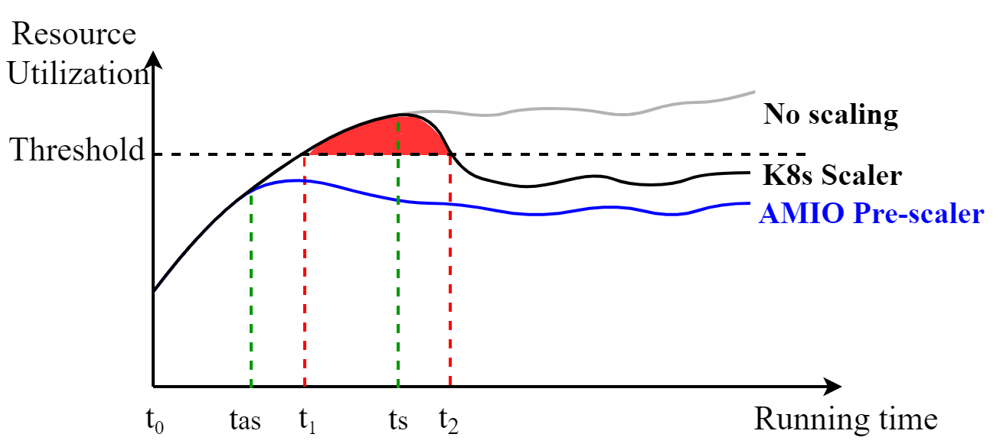 Resource
Utilization
No scaling
Threshold
K8s Scaler
AMIO Pre-scaler
t0 tas t1 ts t2
Running time